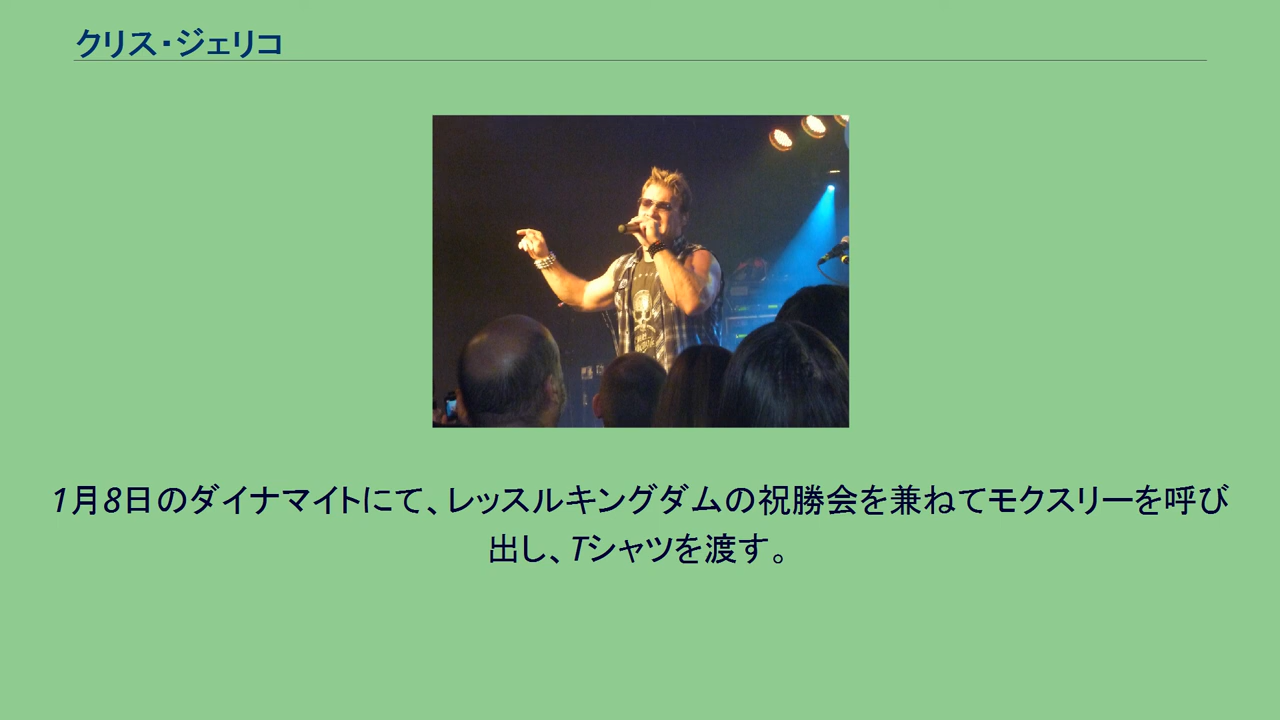 クリス・ジェリコ
1月8日のダイナマイトにて、レッスルキングダムの祝勝会を兼ねてモクスリーを呼び
出し、Tシャツを渡す。